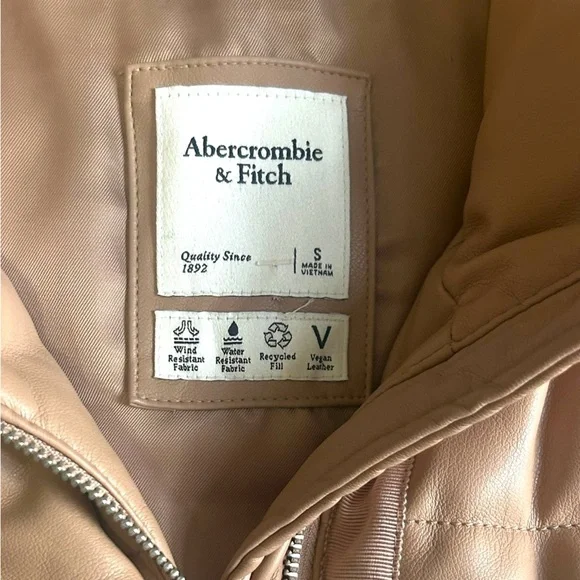 Abercrombie
& Fitch
Quality Since
1892
S
MADE IN
VIETNAM
Wind
Resistant
Fabric
Water
Resistant
Fabric
Recycled
Fill
V
Vegan
Leather